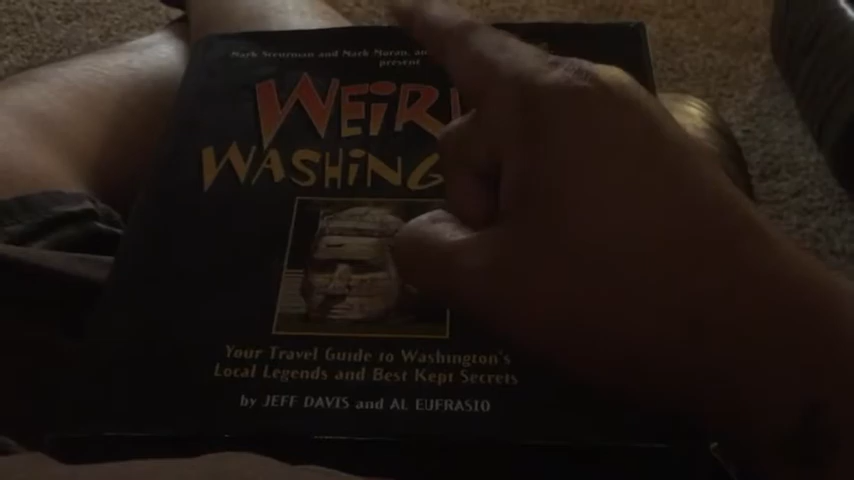 Mark Sceurman and Mark Moran, an
present
WEIR
WASHING
Your Travel Guide to Washington's
Local Legends and Best Kept Secrets
by JEFF DAVIS and AL EUFRASIO